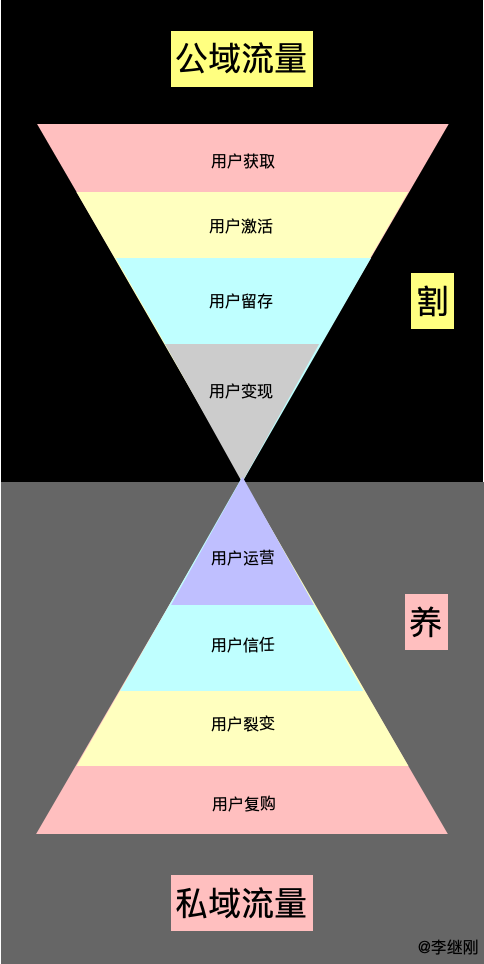 公域流量
用户获取
用户激活
用户留存
割
用户变现
用户运营
养
用户信任
用户裂变
用户复购
私域流量
@李继刚